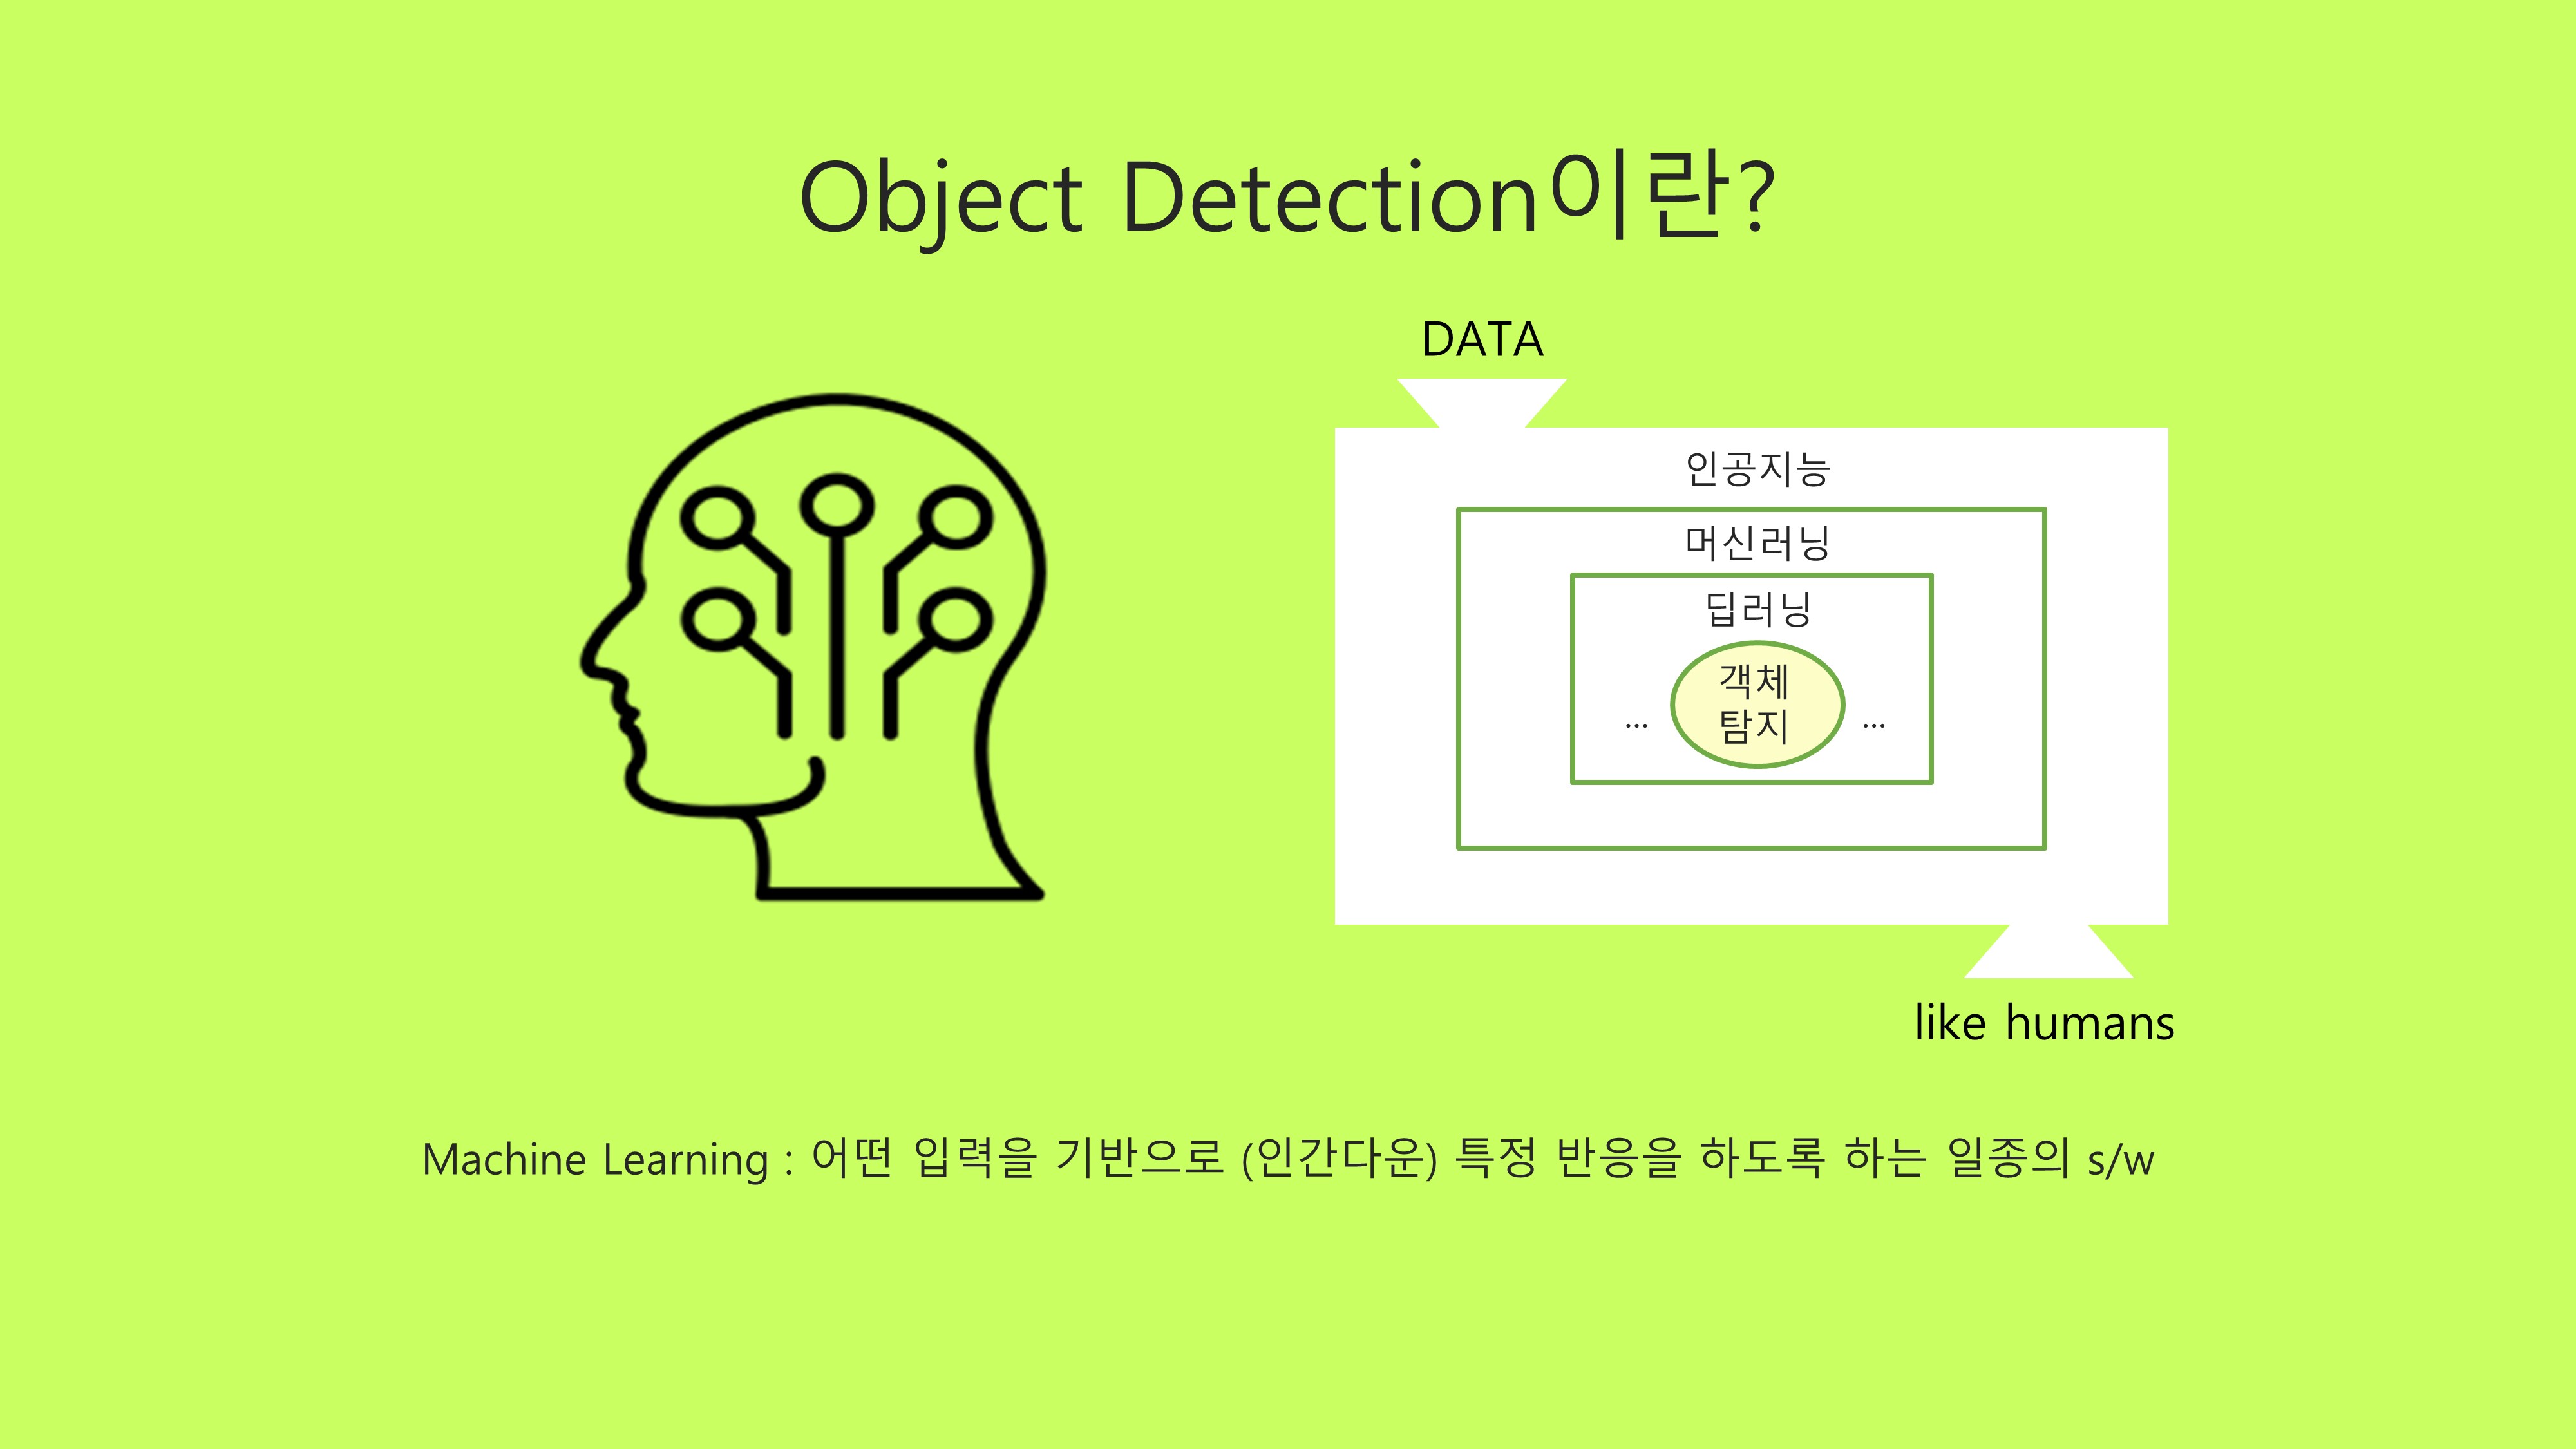 Object Detection이란?
DATA
인공지능
머신러닝
딥러닝
객체
탐지
... ...
like humans
Machine Learning : 어떤 입력을 기반으로 (인간다운) 특정 반응을 하도록 하는 일종의 s/w